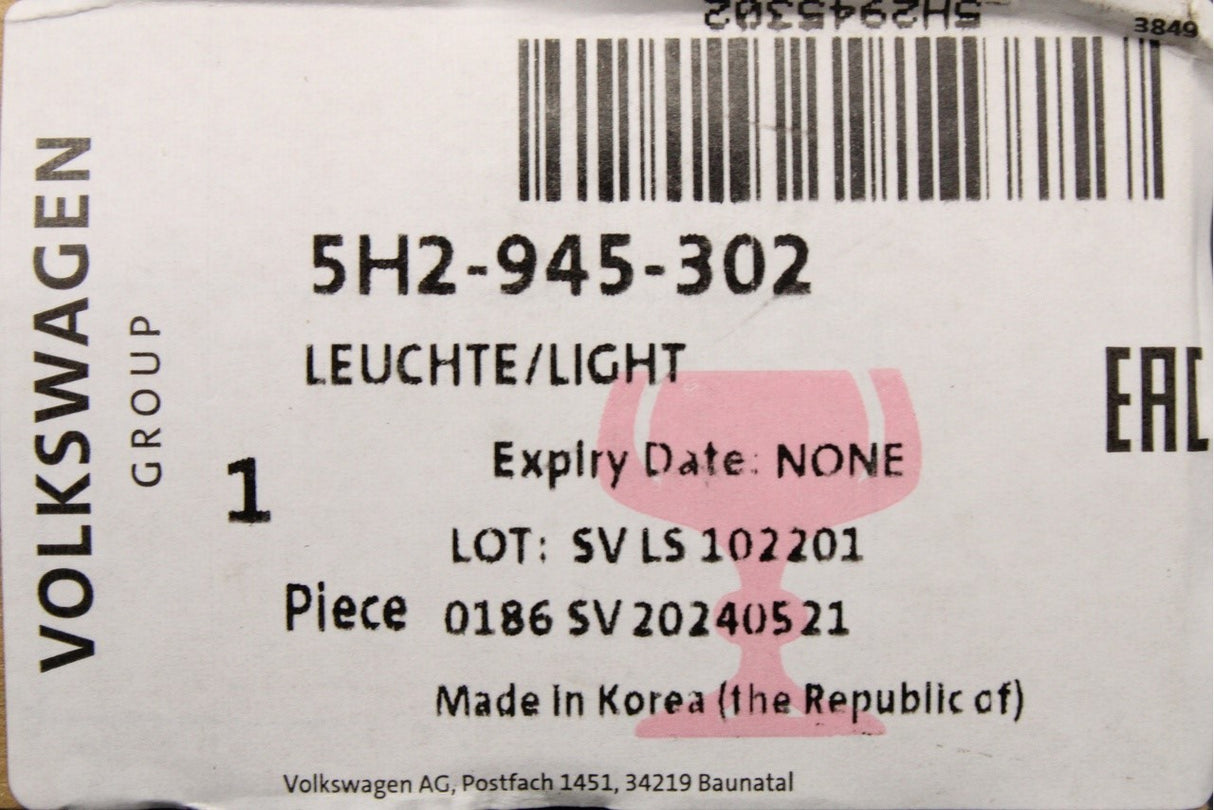 5H2945302
3849
VOLKSWAGEN
GROUP
5H2-945-302
LEUCHTE/LIGHT
EAC
Expiry Date: NONE
1
LOT: SV LS 102201
Piece 0186 SV 20240521
Made in Korea (the Republic of)
Volkswagen AG, Postfach 1451, 34219 Baunatal